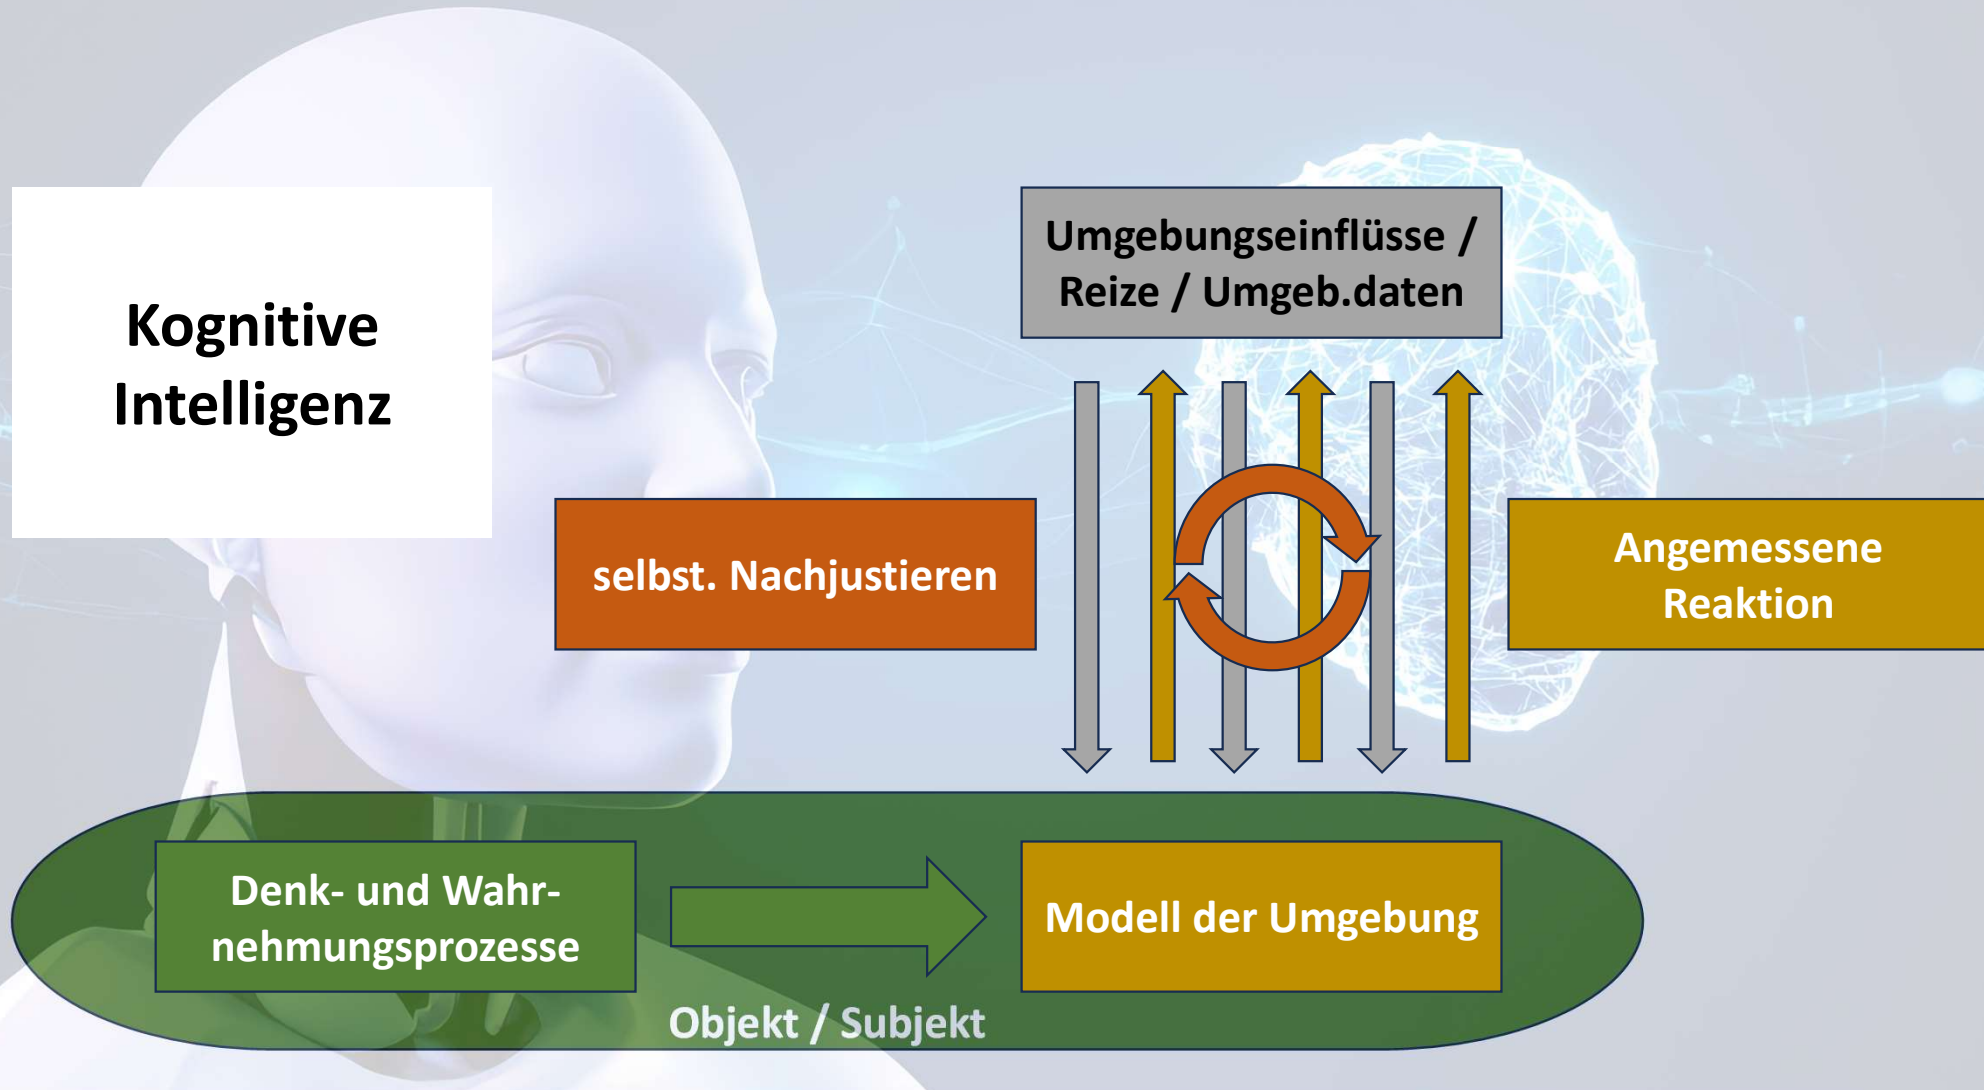 Kognitive
Intelligenz
Umgebungseinflüsse /
Reize / Umgeb.daten
selbst. Nachjustieren
Angemessene
Reaktion
Denk- und Wahr-
nehmungsprozesse
Modell der Umgebung
Objekt / Subjekt